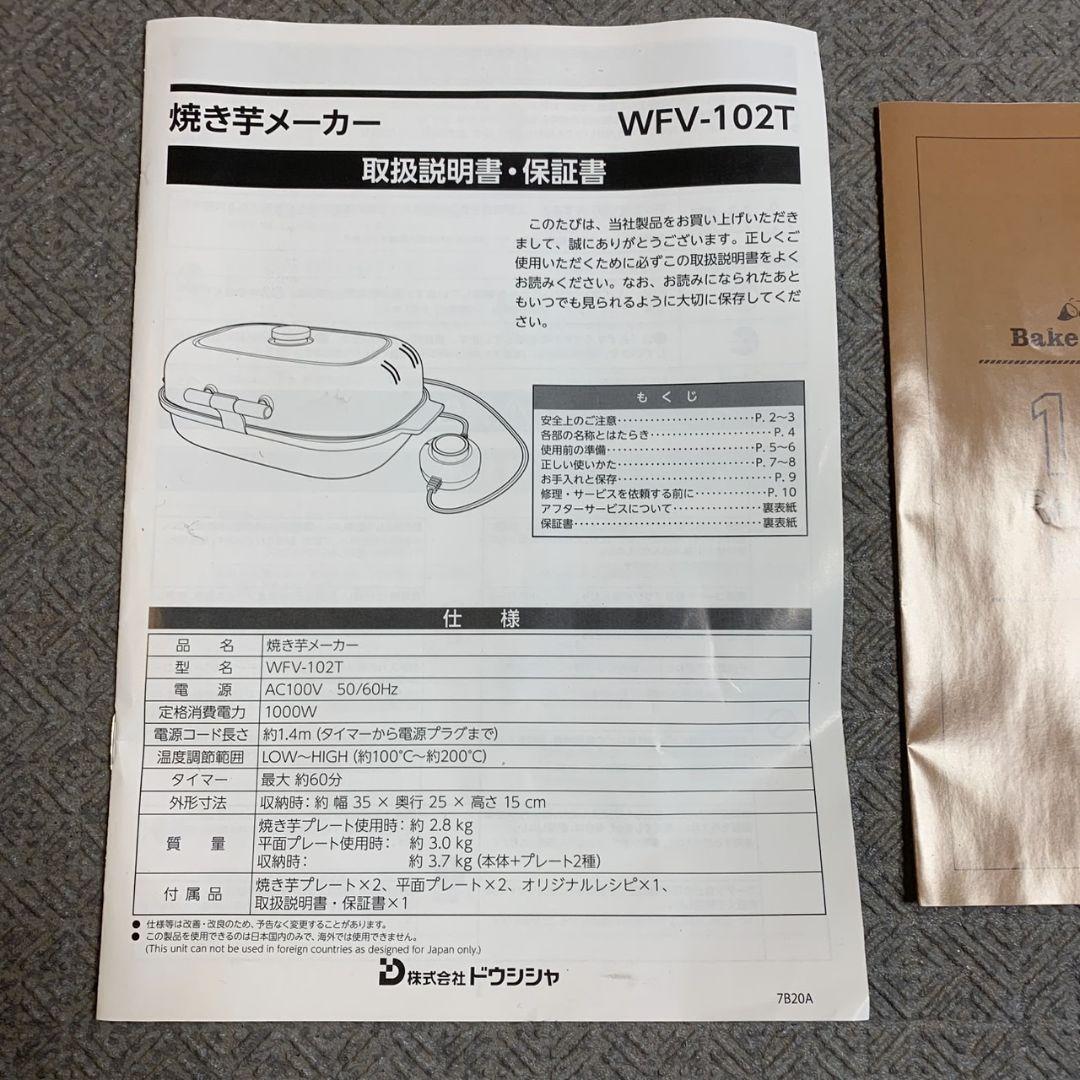 焼き芋メーカー WFV-102T
取扱説明書・保証書
このたびは、当社製品をお買い上げいただき
まして、誠にありがとうございます。正しくご
使用いただくために必ずこの取扱説明書をよく
お読みください。なお、お読みになられたあと
もいつでも見られるように大切に保存してくだ
さい。
もくじ
安全上のご注意‥‥‥‥‥‥‥‥‥‥P. 2〜3
各部の名称とはたらき‥‥‥‥‥‥‥‥P. 4
使用前の準備‥‥‥‥‥‥‥‥‥‥‥P. 5〜6
正しい使いかた‥‥‥‥‥‥‥‥‥‥P. 7〜8
お手入れと保存‥‥‥‥‥‥‥‥‥‥‥P. 9
修理・サービスを依頼する前に‥‥‥‥P. 10
アフターサービスについて‥‥‥‥‥裏表紙
保証書‥‥‥‥‥‥‥‥‥‥‥‥‥裏表紙
仕様
品名 焼き芋メーカー
型名 WFV-102T
電源 AC100V 50/60Hz
定格消費電力 1000W
電源コード長さ 約1.4m (タイマーから電源プラグまで)
温度調節範囲 LOW〜HIGH (約100℃〜約200℃)
タイマー 最大 約60分
外形寸法 収納時: 約 幅 35 × 奥行 25 × 高さ 15 cm
質量 焼き芋プレート使用時: 約 2.8 kg
平面プレート使用時: 約 3.0 kg
収納時: 約 3.7 kg (本体+プレート2種)
付属品 焼き芋プレート×2、平面プレート×2、オリジナルレシピ×1、
取扱説明書・保証書×1
● 仕様等は改善・改良のため、予告なく変更することがあります。
● この製品を使用できるのは日本国内のみで、海外では使用できません。
(This unit can not be used in foreign countries as designed for Japan only.)
株式会社ドウシシャ
7B20A
Bake
1